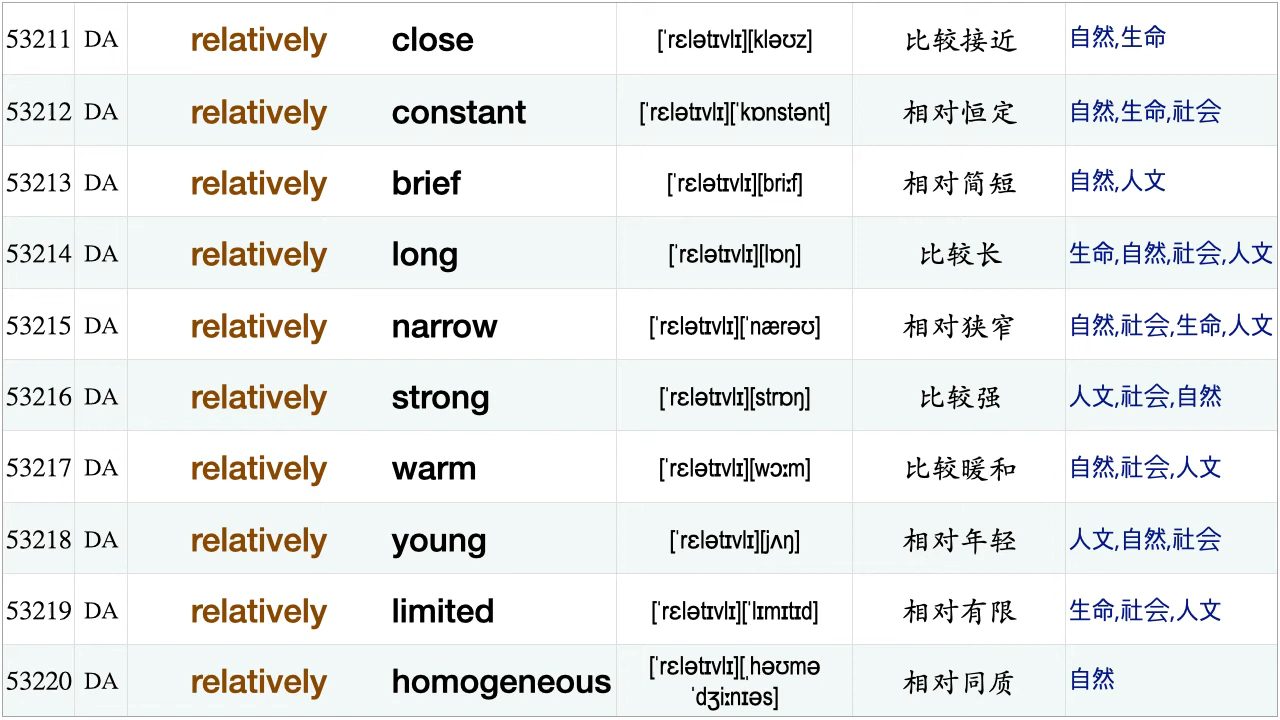 53211 DA relatively close [ˈrɛlətɪvlɪ][kləʊz] 比较接近 自然,生命
53212 DA relatively constant [ˈrɛlətɪvlɪ][ˈkɒnstənt] 相对恒定 自然,生命,社会
53213 DA relatively brief [ˈrɛlətɪvlɪ][briːf] 相对简短 自然,人文
53214 DA relatively long [ˈrɛlətɪvlɪ][lɒŋ] 比较长 生命,自然,社会,人文
53215 DA relatively narrow [ˈrɛlətɪvlɪ][ˈnærəʊ] 相对狭窄 自然,社会,生命,人文
53216 DA relatively strong [ˈrɛlətɪvlɪ][strɒŋ] 比较强 人文,社会,自然
53217 DA relatively warm [ˈrɛlətɪvlɪ][wɔːm] 比较暖和 自然,社会,人文
53218 DA relatively young [ˈrɛlətɪvlɪ][jʌŋ] 相对年轻 人文,自然,社会
53219 DA relatively limited [ˈrɛlətɪvlɪ][ˈlɪmɪtɪd] 相对有限 生命,社会,人文
53220 DA relatively homogeneous [ˈrɛlətɪvlɪ][ˌhəʊmə
ˈdʒiːnɪəs] 相对同质 自然